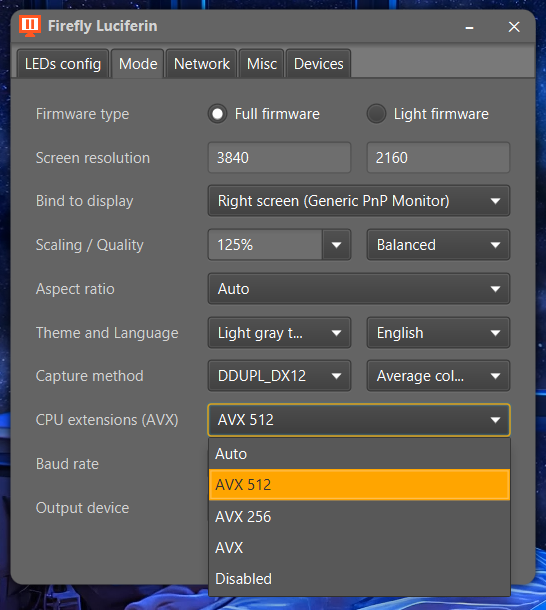 Firefly Luciferin
LEDs config Mode Network Misc Devices
Firmware type Full firmware Light firmware
Screen resolution 3840 2160
Bind to display Right screen (Generic PnP Monitor)
Scaling / Quality 125% Balanced
Aspect ratio Auto
Theme and Language Light gray t... English
Capture method DDUPL_DX12 Average col...
CPU extensions (AVX) AVX 512
Auto
Baud rate
AVX 512
Output device
AVX 256
AVX
Disabled